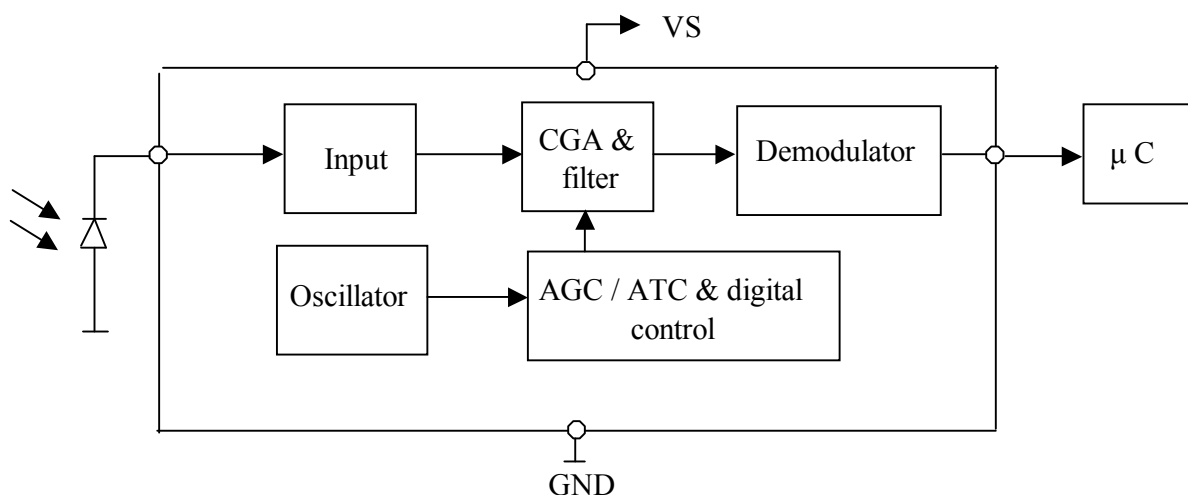 VS
Input
CGA &
filter
Demodulator
μ C
Oscillator
AGC / ATC & digital
control
GND